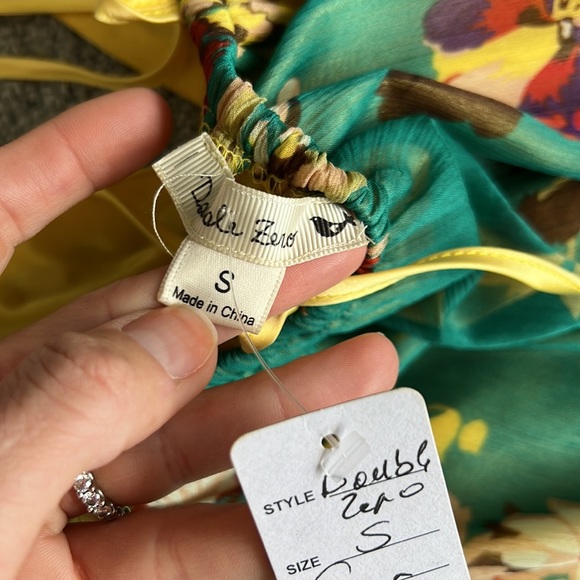 Double Zero
S
Made in China
STYLE Double
Zero
SIZE S